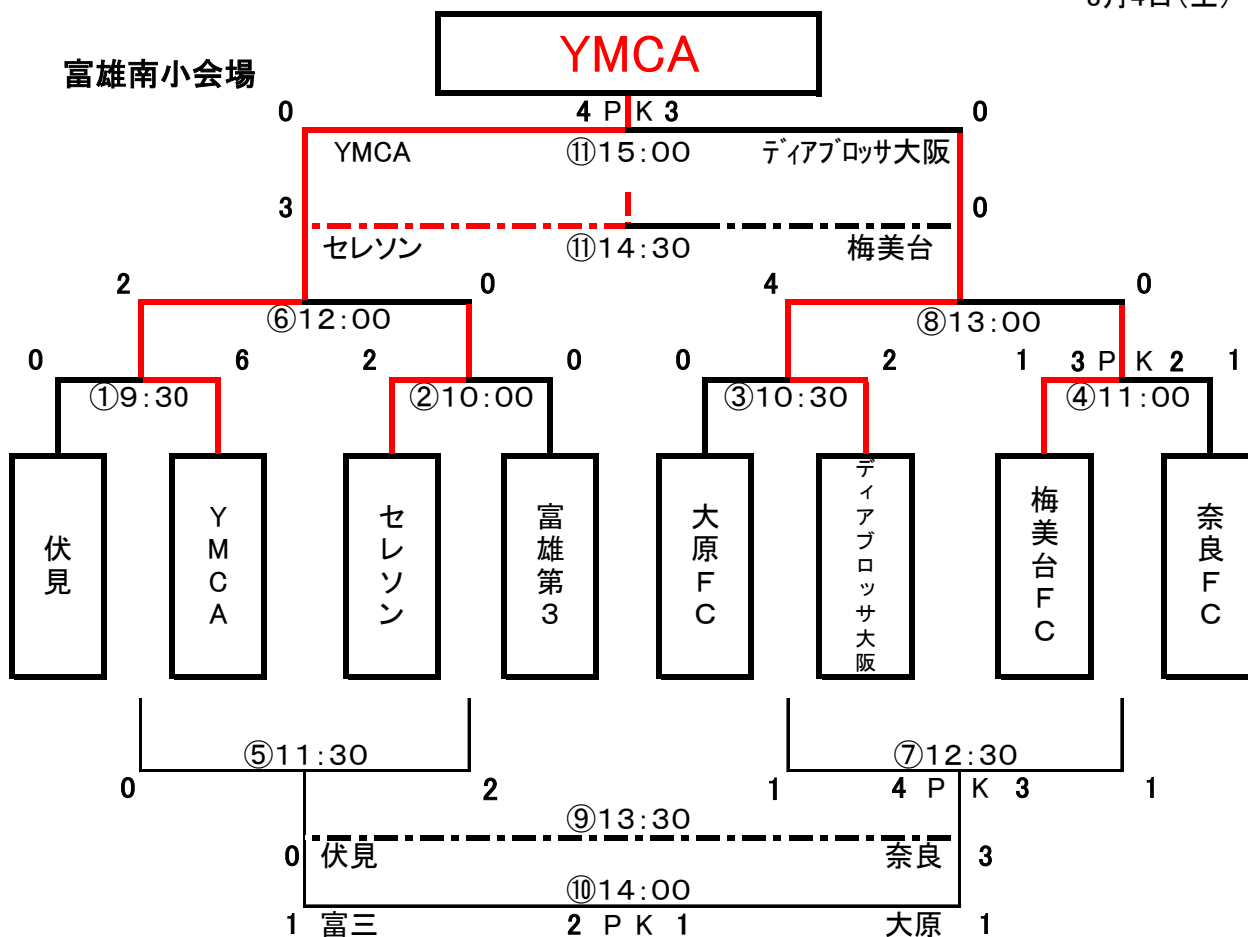 月4日(土)
YMCA
富雄南小会場
0 4 P K 3 0
YMCA ⑪15:00 ディアブロッサ大阪
3 0
セレソン ⑪14:30 梅美台
2 0 4 0
⑥12:00 ⑧13:00
0 6 2 0 0 2 1 3 P K 2 1
①9:30 ②10:00 ③10:30 ④11:00
伏見
YMCA
セレソン
富雄第3
大原FC
ディアブロッサ大阪
梅美台FC
奈良FC
⑤11:30 ⑦12:30
0 2 1 4 P K 3 1
⑨13:30
0 伏見 奈良 3
⑩14:00
1 富三 2 P K 1 大原 1